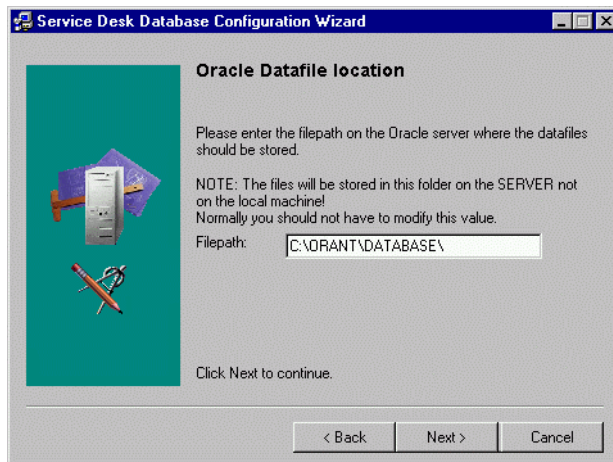 Service Desk Database Configuration Wizard
Oracle Datafile location
Please enter the filepath on the Oracle server where the datafiles
should be stored.
NOTE: The files will be stored in this folder on the SERVER not
on the local machine!
Normally you should not have to modify this value.
Filepath: C:\ORANT\DATABASE\
Click Next to continue.
< Back Next > Cancel